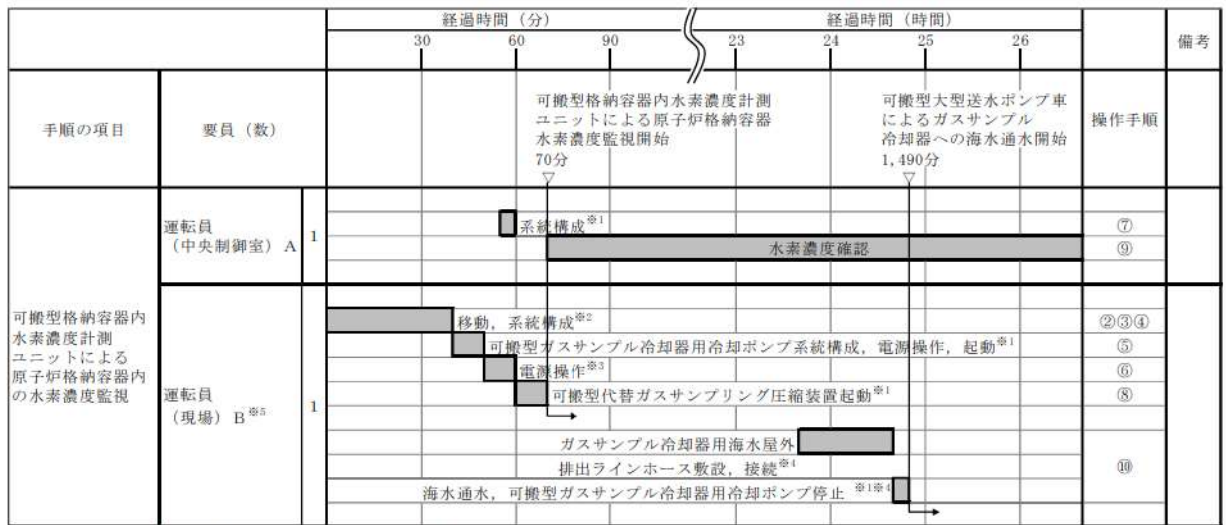 経過時間（分）
経過時間（時間）
30
60
90
23
24
25
26
備考
手順の項目
要員（数）
操作手順
可搬型格納容器内水素濃度計測
ユニットによる原子炉格納容器
水素濃度監視開始
70分
▽
可搬型大型送水ポンプ車
によるガスサンプル
冷却器への海水通水開始
1,490分
▽
可搬型格納容器内
水素濃度計測
ユニットによる
原子炉格納容器内
の水素濃度監視
運転員
（中央制御室）A
1
系統構成※1
⑦
水素濃度確認
⑨
運転員
（現場）B※5
1
移動，系統構成※2
②③④
可搬型ガスサンプル冷却器用冷却ポンプ系統構成，電源操作，起動※1
⑤
電源操作※3
⑥
可搬型代替ガスサンプリング圧縮装置起動※1
⑧
ガスサンプル冷却器用海水屋外
排出ラインホース敷設，接続※4
⑩
海水通水，可搬型ガスサンプル冷却器用冷却ポンプ停止 ※1※4